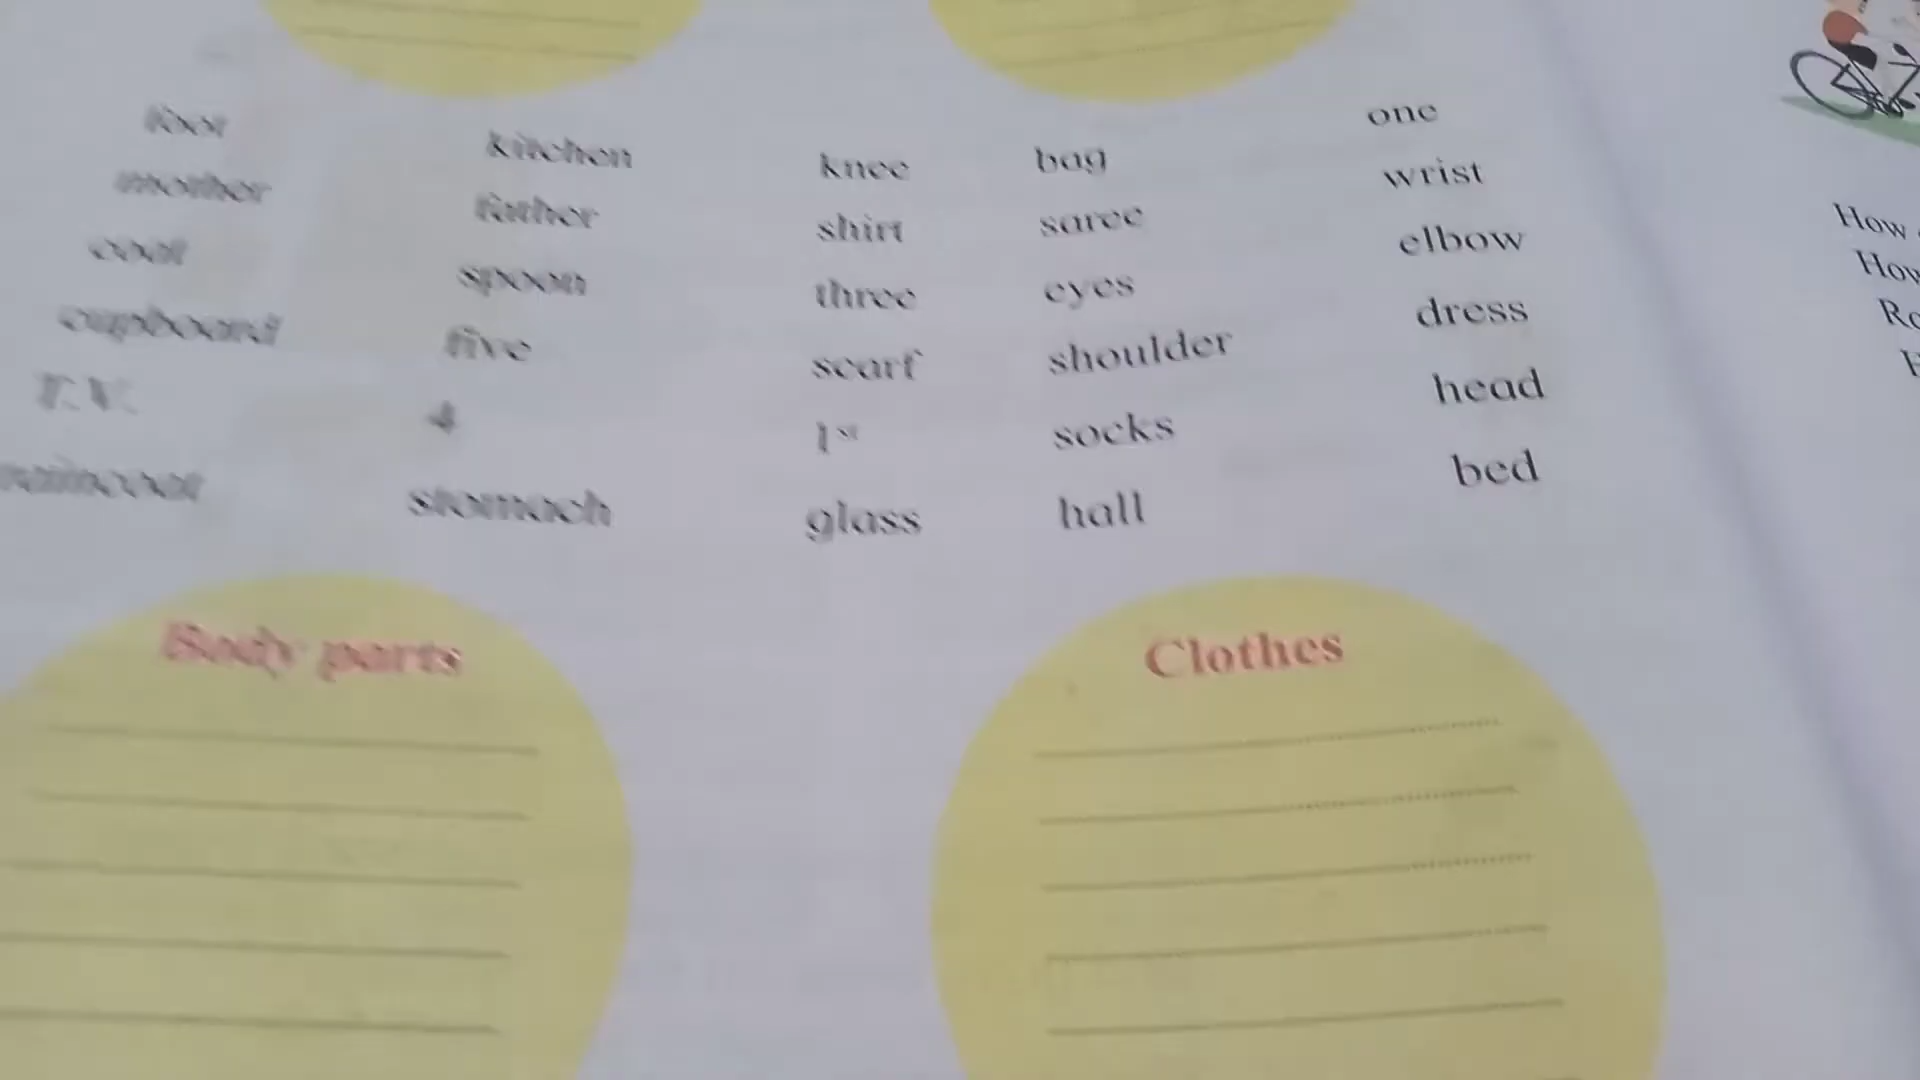 foot kitchen knee bag one
mother father shirt saree wrist
coat spoon three eyes elbow
cupboard five scarf shoulder dress
T.V. 4 1st socks head
raincoat stomach glass hall bed
Body parts
Clothes
How
How